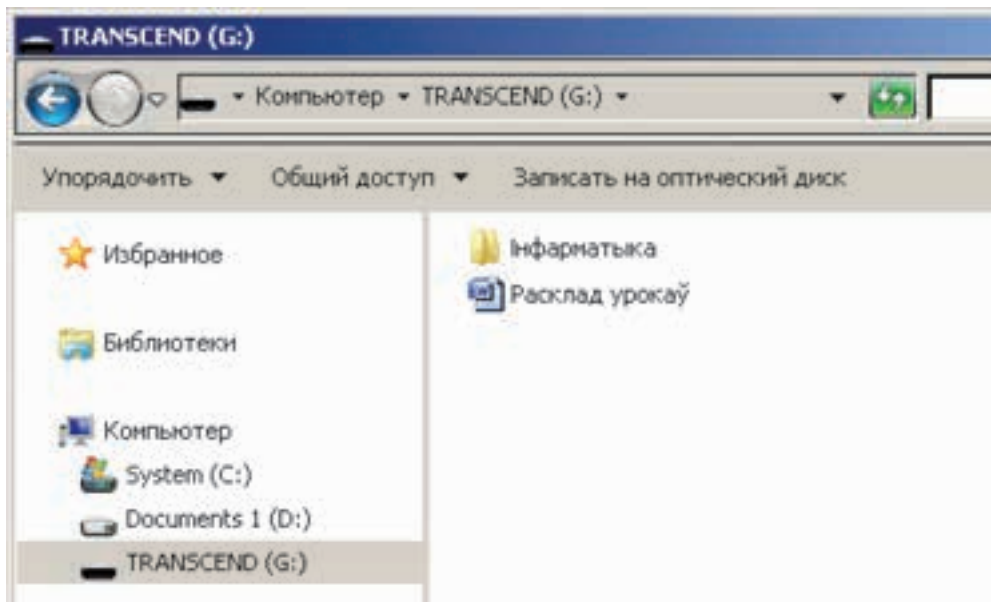 TRANSCEND (G:)
Компьютер TRANSCEND (G:)
Упорядочить Общий доступ Записать на оптический диск
Избранное
Библиотеки
Компьютер
System (C:)
Documents 1 (D:)
TRANSCEND (G:)
Інфарматыка
Расклад урокаў